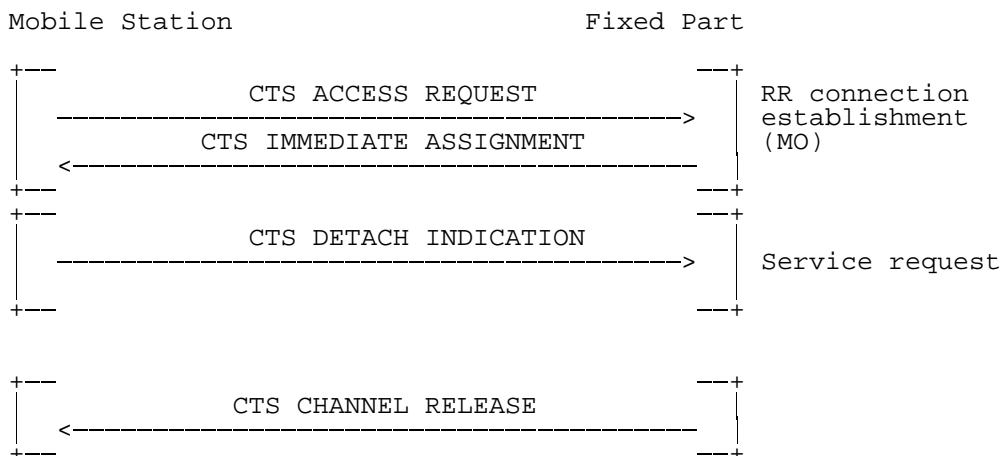 Mobile Station Fixed Part
CTS ACCESS REQUEST
RR connection
establishment
(MO)
CTS IMMEDIATE ASSIGNMENT
CTS DETACH INDICATION
Service request
CTS CHANNEL RELEASE